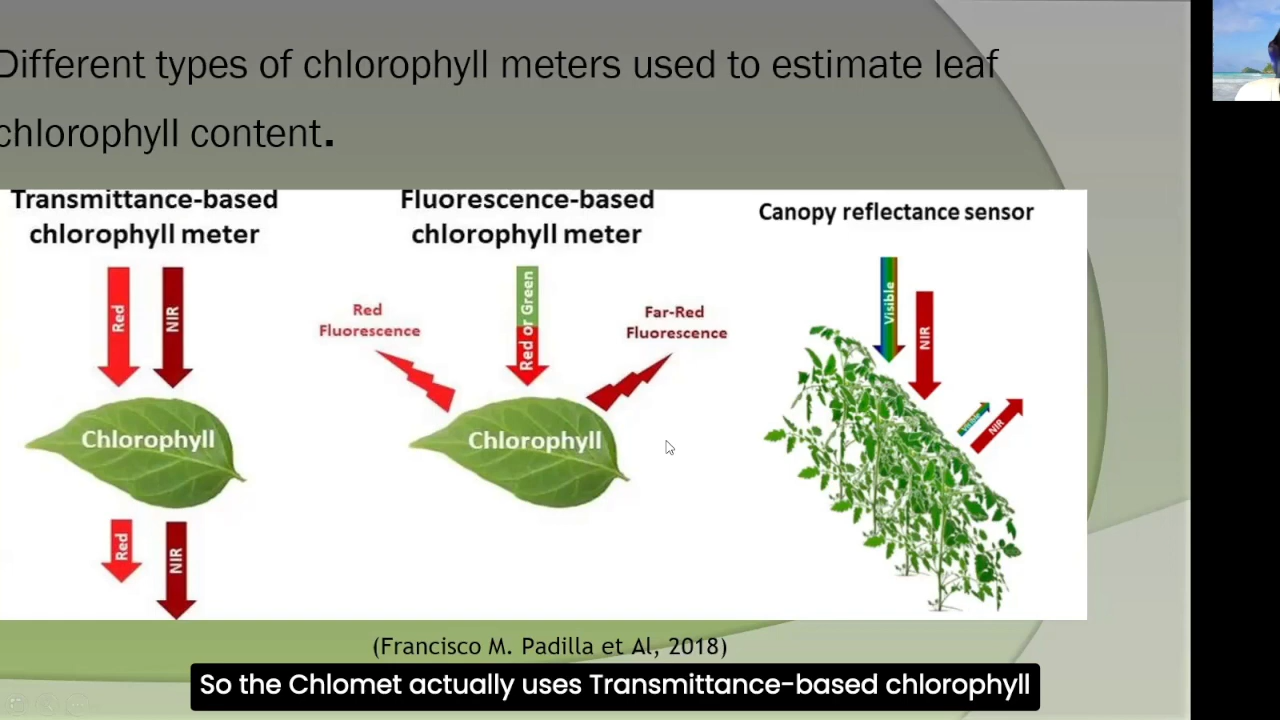 Different types of chlorophyll meters used to estimate leaf
chlorophyll content.
Transmittance-based
chlorophyll meter
Red
NIR
Chlorophyll
Red
NIR
Fluorescence-based
chlorophyll meter
Red
Fluorescence
Red or Green
Far-Red
Fluorescence
Chlorophyll
Canopy reflectance sensor
Visible
NIR
Visible
NIR
(Francisco M. Padilla et Al, 2018)
So the Chlomet actually uses Transmittance-based chlorophyll